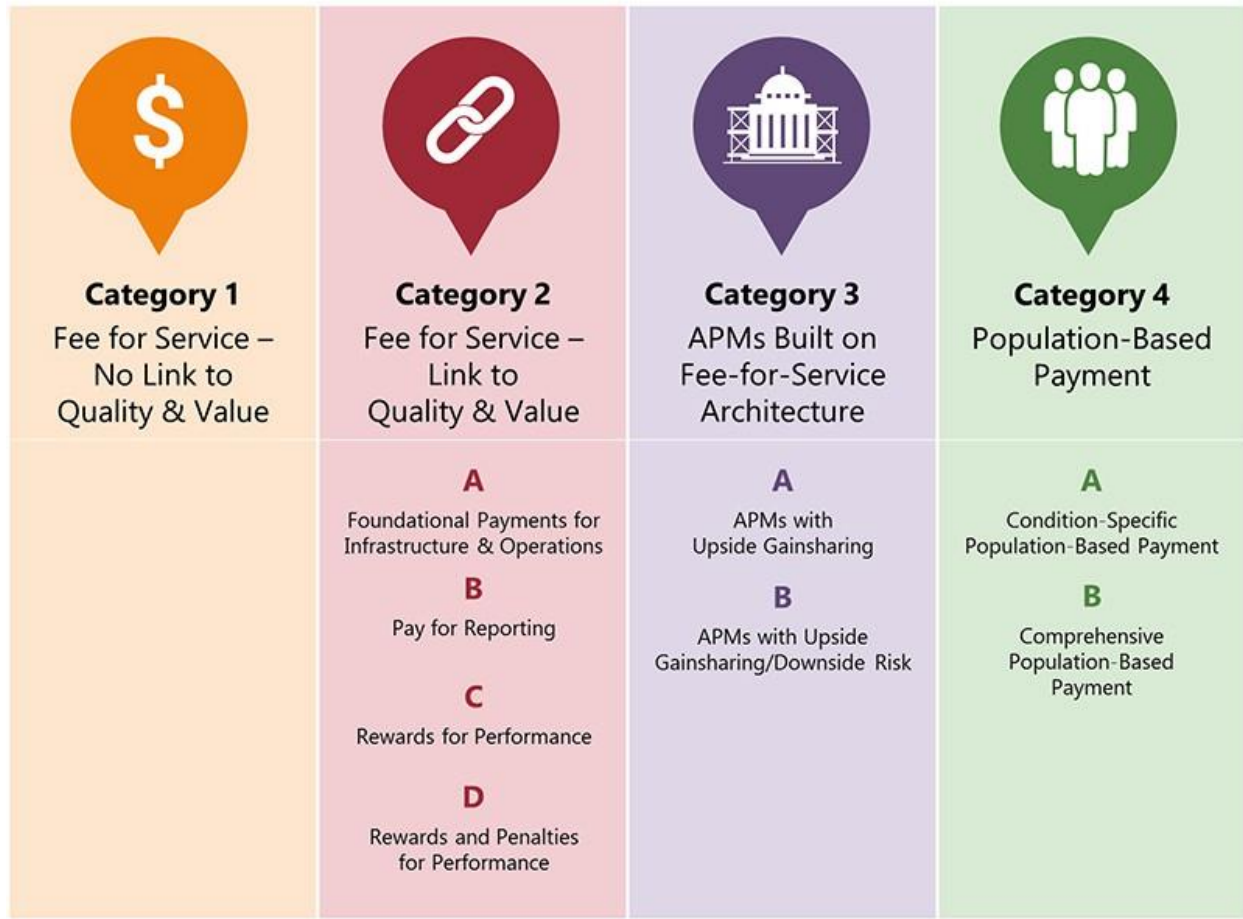 $
Category 1
Fee for Service –
No Link to
Quality & Value
Category 2
Fee for Service –
Link to
Quality & Value
A
Foundational Payments for
Infrastructure & Operations
B
Pay for Reporting
C
Rewards for Performance
D
Rewards and Penalties
for Performance
Category 3
APMs Built on
Fee-for-Service
Architecture
A
APMs with
Upside Gainsharing
B
APMs with Upside
Gainsharing/Downside Risk
Category 4
Population-Based
Payment
A
Condition-Specific
Population-Based Payment
B
Comprehensive
Population-Based
Payment